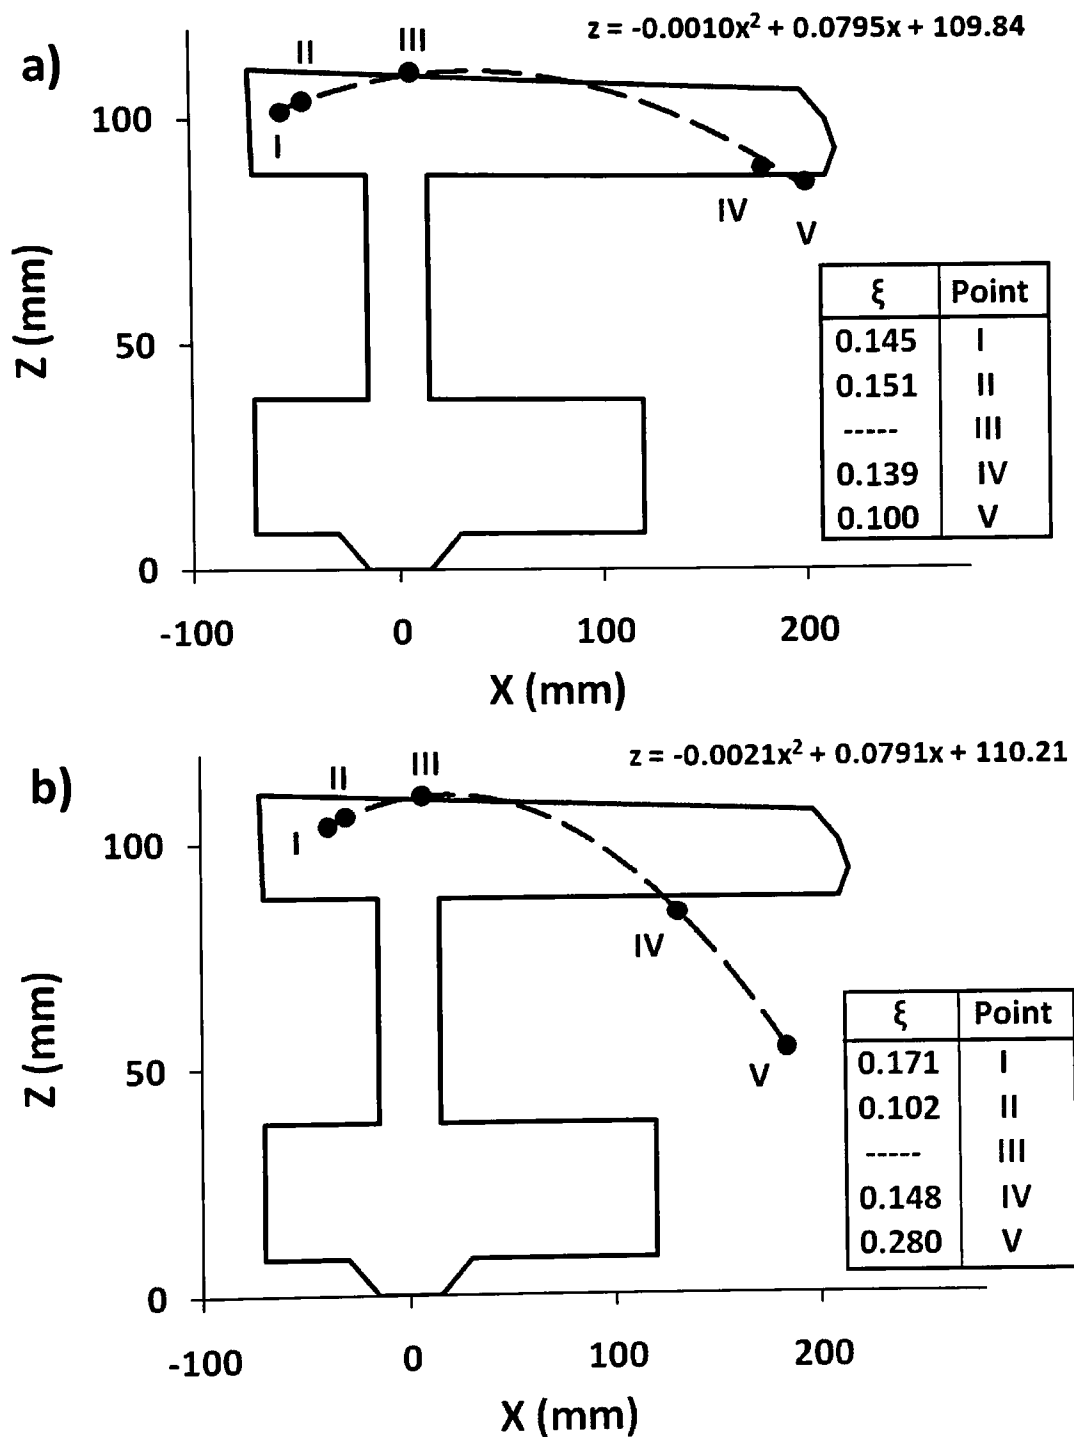 a)
z = -0.0010x² + 0.0795x + 109.84
III
II
I
IV
V
100
50
0
Z (mm)
-100 0 100 200
X (mm)
ξ Point
0.145 I
0.151 II
----- III
0.139 IV
0.100 V
b)
z = -0.0021x² + 0.0791x + 110.21
III
II
I
IV
V
100
50
0
Z (mm)
-100 0 100 200
X (mm)
ξ Point
0.171 I
0.102 II
----- III
0.148 IV
0.280 V